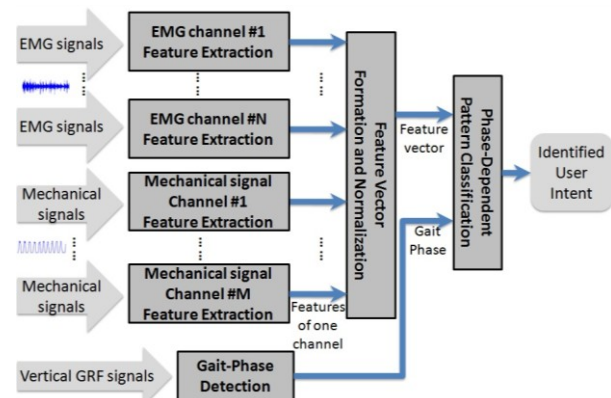 EMG signals
EMG channel #1
Feature Extraction
EMG signals
EMG channel #N
Feature Extraction
Mechanical
signals
Mechanical signal
Channel #1
Feature Extraction
Mechanical
signals
Mechanical signal
Channel #M
Feature Extraction
Features
of one
channel
Vertical GRF signals
Gait-Phase
Detection
Feature Vector
Formation and Normalization
Feature
vector
Gait
Phase
Phase-Dependent
Pattern Classification
Identified
User
Intent